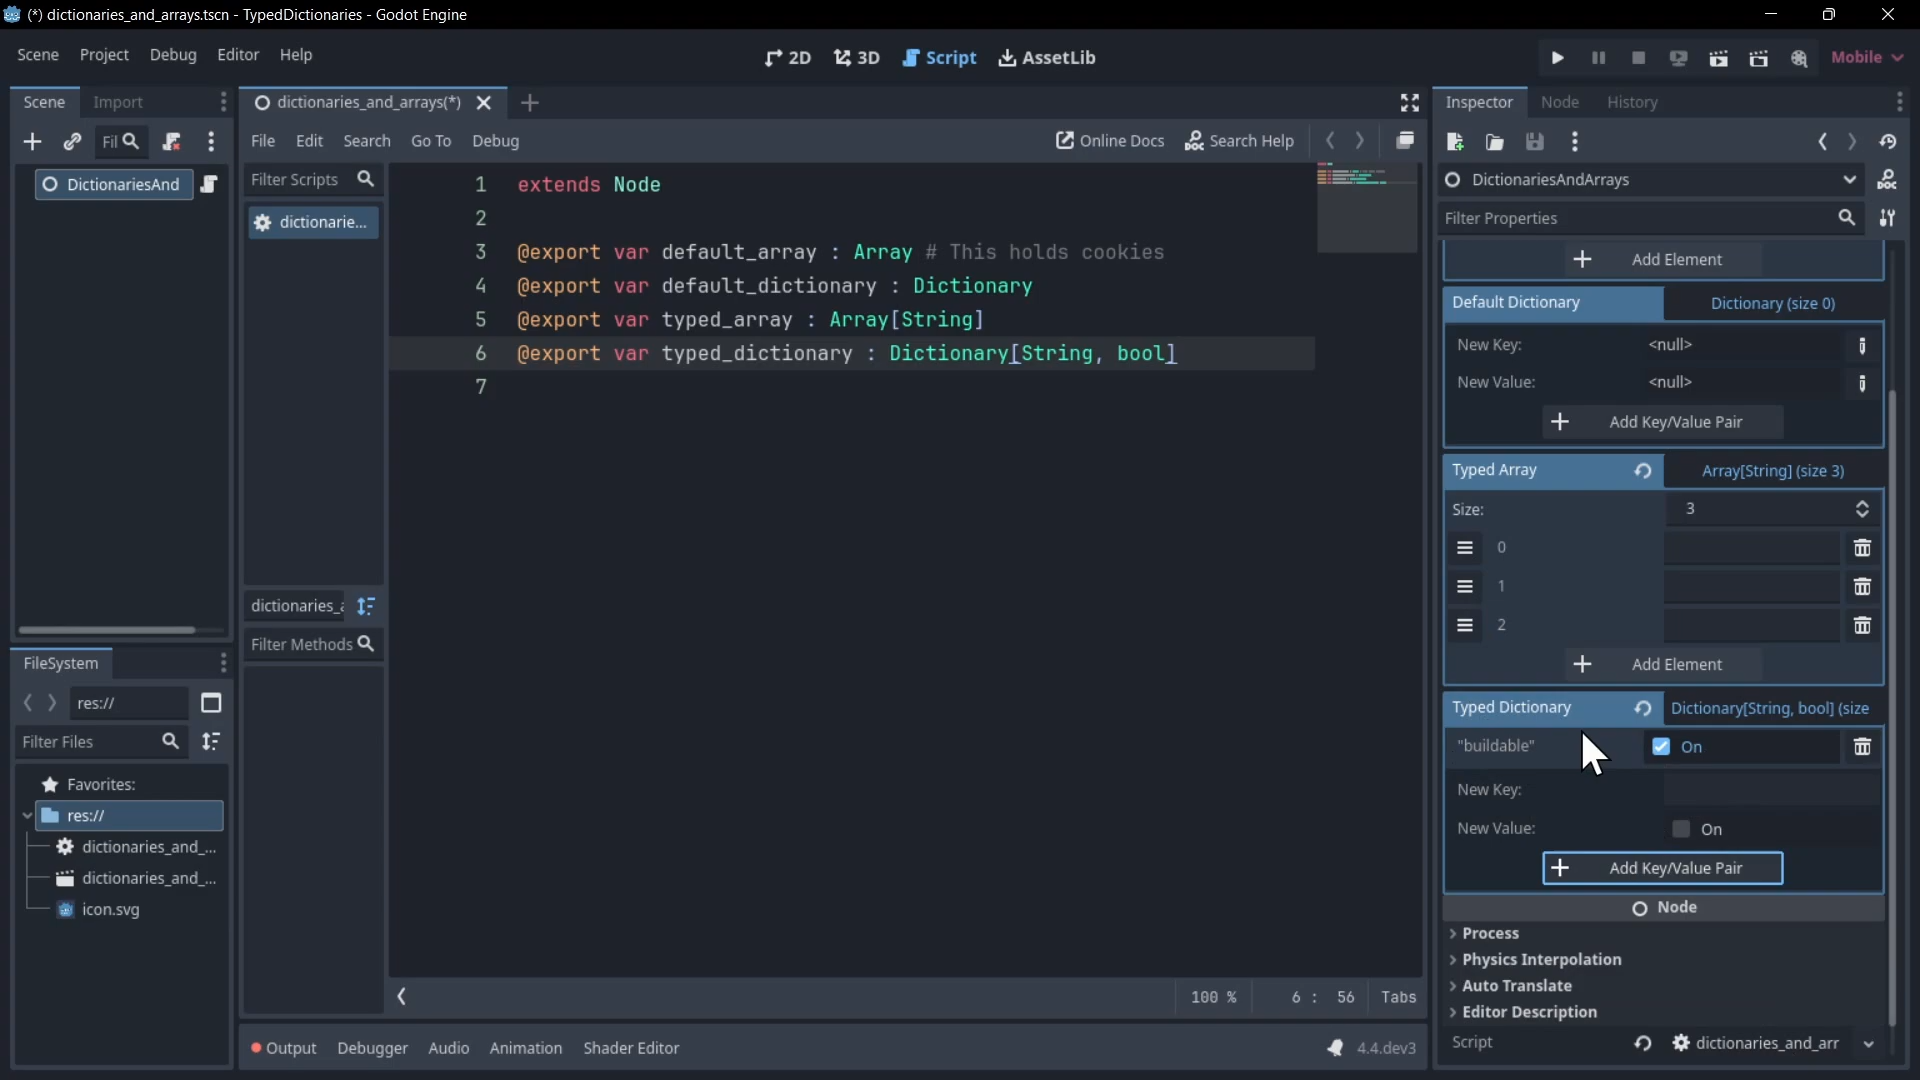 (*) dictionaries_and_arrays.tscn - TypedDictionaries - Godot Engine
Scene Project Debug Editor Help
2D 3D Script AssetLib
Mobile
Scene Import
dictionaries_and_arrays(*)
Inspector Node History
Fil
File Edit Search Go To Debug
Online Docs Search Help
DictionariesAnd
Filter Scripts
dictionarie...
dictionaries_a
Filter Methods
1 extends Node
2
3 @export var default_array : Array # This holds cookies
4 @export var default_dictionary : Dictionary
5 @export var typed_array : Array[String]
6 @export var typed_dictionary : Dictionary[String, bool]
7
100 % 6 : 56 Tabs
Output Debugger Audio Animation Shader Editor
4.4.dev3
FileSystem
res://
Filter Files
Favorites:
res://
dictionaries_and_...
dictionaries_and_...
icon.svg
DictionariesAndArrays
Filter Properties
Add Element
Default Dictionary Dictionary (size 0)
New Key: <null>
New Value: <null>
Add Key/Value Pair
Typed Array Array[String] (size 3)
Size: 3
0
1
2
Add Element
Typed Dictionary Dictionary[String, bool] (size
"buildable" On
New Key:
New Value: On
Add Key/Value Pair
Node
Process
Physics Interpolation
Auto Translate
Editor Description
Script dictionaries_and_arr